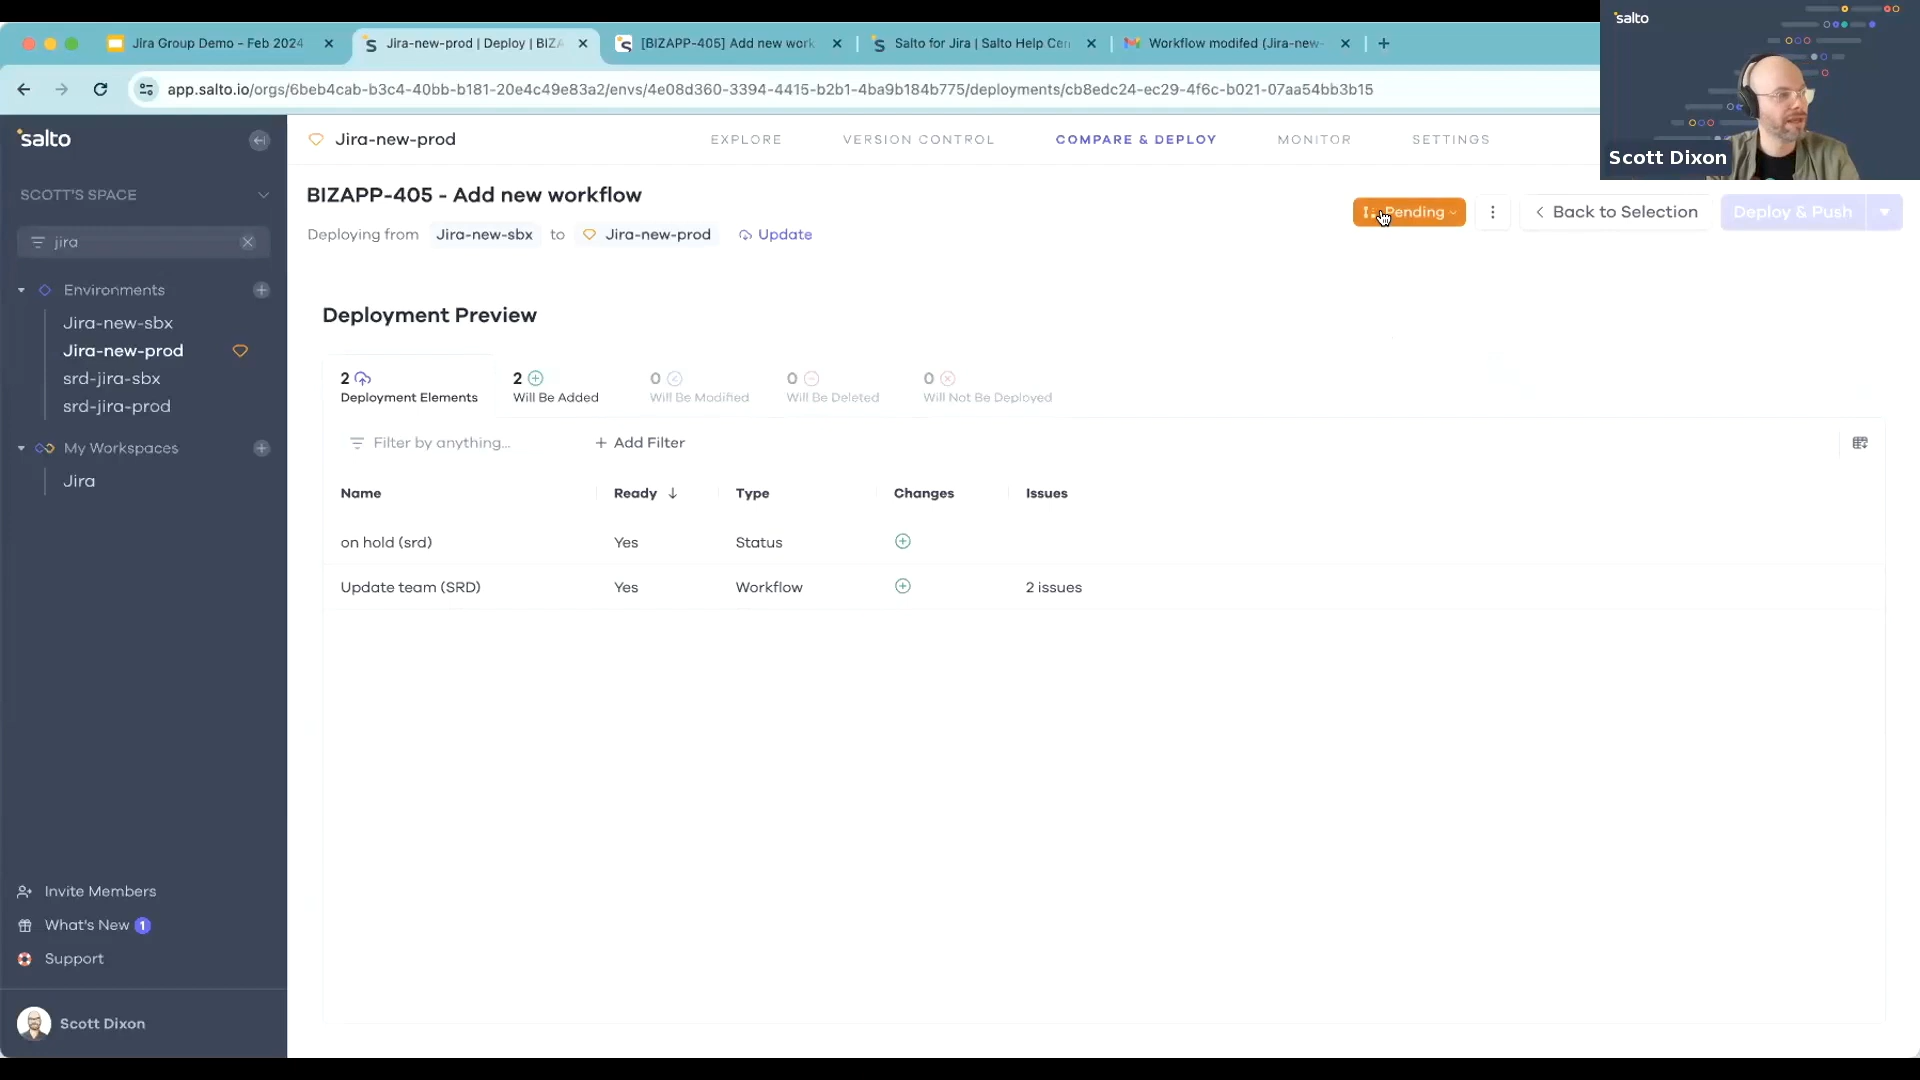 Jira Group Demo - Feb 2024
Jira-new-prod | Deploy | BIZA
[BIZAPP-405] Add new work
Salto for Jira | Salto Help Cen
Workflow modifed (Jira-new-
app.salto.io/orgs/6beb4cab-b3c4-40bb-b181-20e4c49e83a2/envs/4e08d360-3394-4415-b2b1-4ba9b184b775/deployments/cb8edc24-ec29-4f6c-b021-07aa54bb3b15
salto
Scott Dixon
salto
Jira-new-prod
EXPLORE
VERSION CONTROL
COMPARE & DEPLOY
MONITOR
SETTINGS
SCOTT'S SPACE
jira
Environments
Jira-new-sbx
Jira-new-prod
srd-jira-sbx
srd-jira-prod
My Workspaces
Jira
Invite Members
What's New 1
Support
Scott Dixon
BIZAPP-405 - Add new workflow
Deploying from Jira-new-sbx to Jira-new-prod Update
Pending
Back to Selection
Deploy & Push
Deployment Preview
2
Deployment Elements
2
Will Be Added
0
Will Be Modified
0
Will Be Deleted
0
Will Not Be Deployed
Filter by anything...
Add Filter
Name Ready Type Changes Issues
on hold (srd) Yes Status
Update team (SRD) Yes Workflow 2 issues